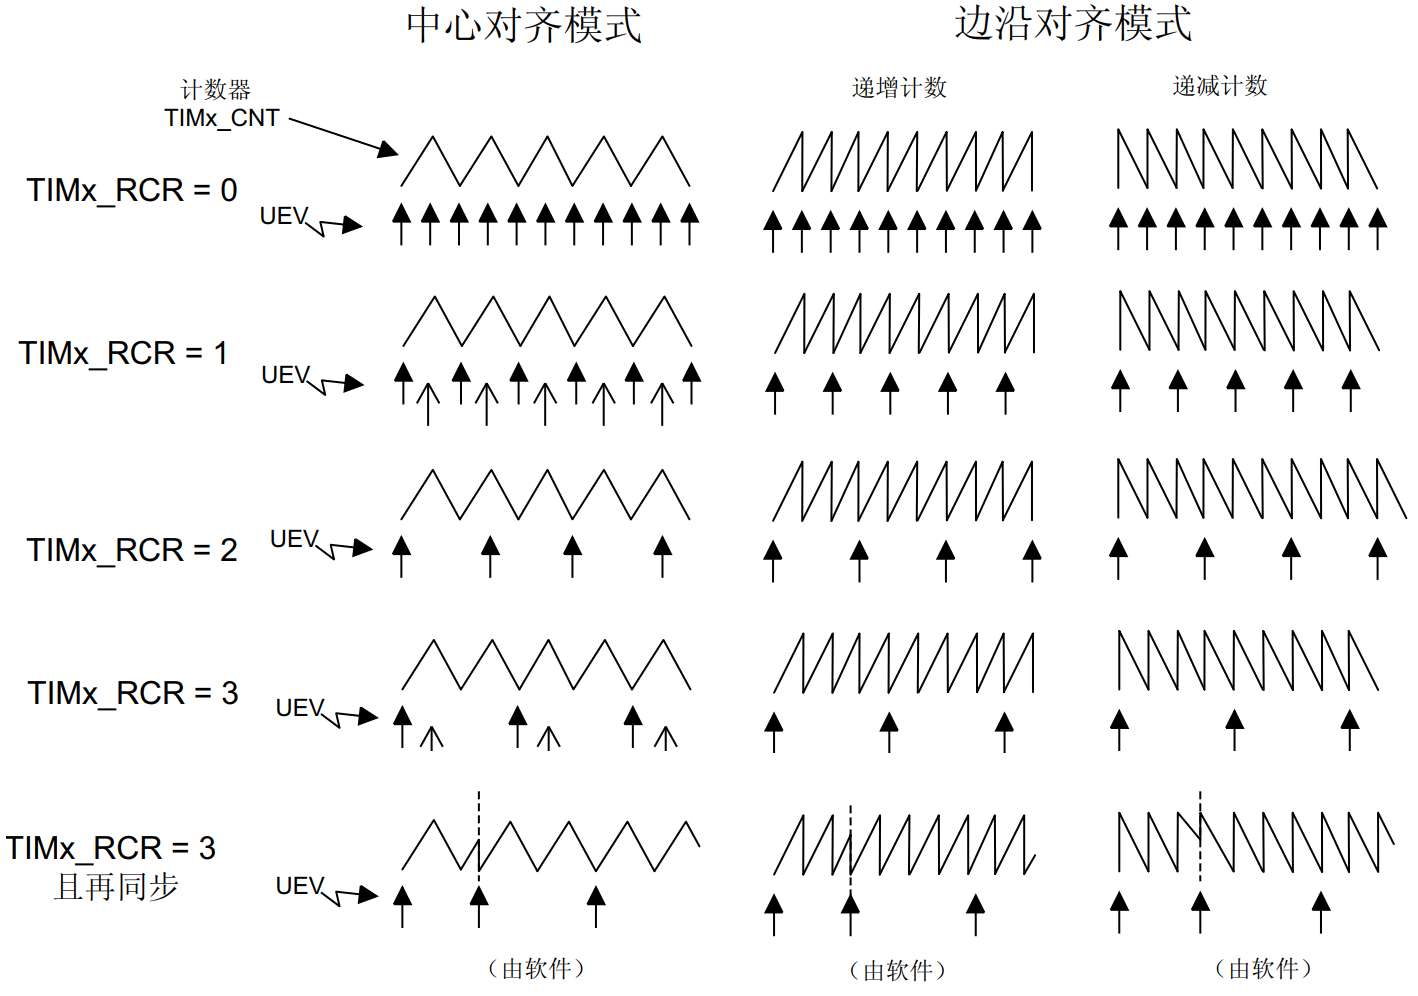 中心对齐模式
边沿对齐模式
计数器
TIMx_CNT
递增计数
递减计数
TIMx_RCR = 0
UEV
TIMx_RCR = 1
UEV
TIMx_RCR = 2
UEV
TIMx_RCR = 3
UEV
TIMx_RCR = 3
且再同步
UEV
（由软件）
（由软件）
（由软件）